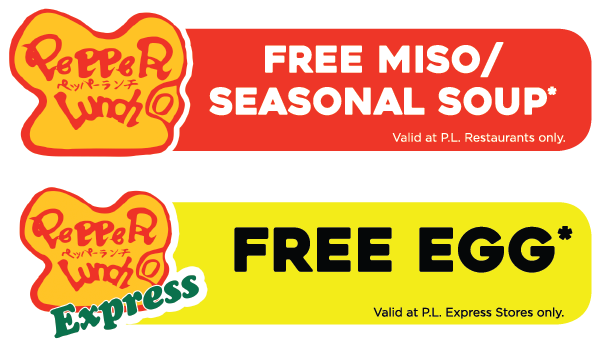 PePPeR
ペッパーランチ
Lunch
FREE MISO/
SEASONAL SOUP*
Valid at P.L. Restaurants only.
PePPeR
ペッパーランチ
Lunch
Express
FREE EGG*
Valid at P.L. Express Stores only.